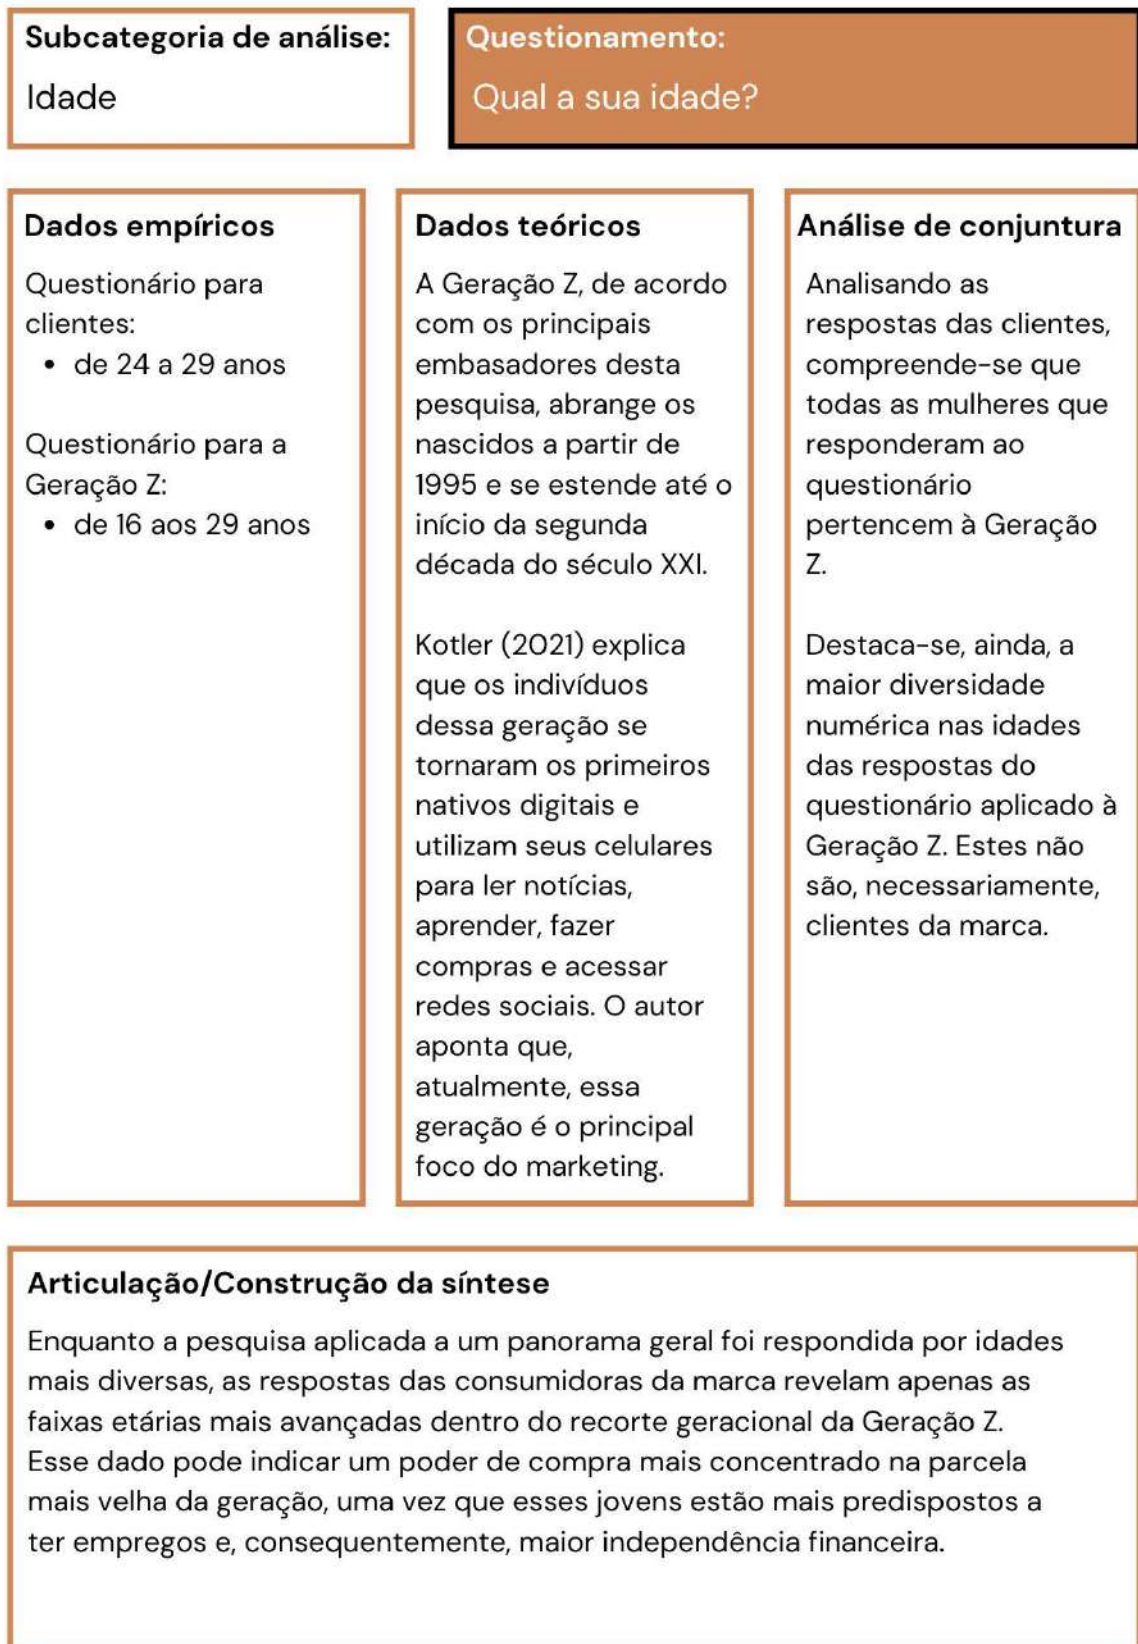 Subcategoria de análise:
Idade
Questionamento:
Qual a sua idade?
Dados empíricos
Questionário para
clientes:
• de 24 a 29 anos
Questionário para a
Geração Z:
• de 16 aos 29 anos
Dados teóricos
A Geração Z, de acordo
com os principais
embasadores desta
pesquisa, abrange os
nascidos a partir de
1995 e se estende até o
início da segunda
década do século XXI.
Kotler (2021) explica
que os indivíduos
dessa geração se
tornaram os primeiros
nativos digitais e
utilizam seus celulares
para ler notícias,
aprender, fazer
compras e acessar
redes sociais. O autor
aponta que,
atualmente, essa
geração é o principal
foco do marketing.
Análise de conjuntura
Analisando as
respostas das clientes,
compreende-se que
todas as mulheres que
responderam ao
questionário
pertencem à Geração
Z.
Destaca-se, ainda, a
maior diversidade
numérica nas idades
das respostas do
questionário aplicado à
Geração Z. Estes não
são, necessariamente,
clientes da marca.
Articulação/Construção da síntese
Enquanto a pesquisa aplicada a um panorama geral foi respondida por idades
mais diversas, as respostas das consumidoras da marca revelam apenas as
faixas etárias mais avançadas dentro do recorte geracional da Geração Z.
Esse dado pode indicar um poder de compra mais concentrado na parcela
mais velha da geração, uma vez que esses jovens estão mais predispostos a
ter empregos e, consequentemente, maior independência financeira.